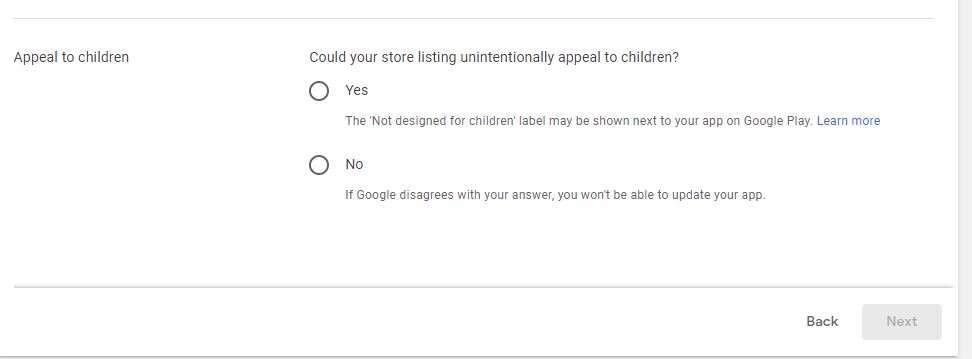 Appeal to children
Could your store listing unintentionally appeal to children?
Yes
The 'Not designed for children' label may be shown next to your app on Google Play. Learn more
No
If Google disagrees with your answer, you won't be able to update your app.
Back
Next